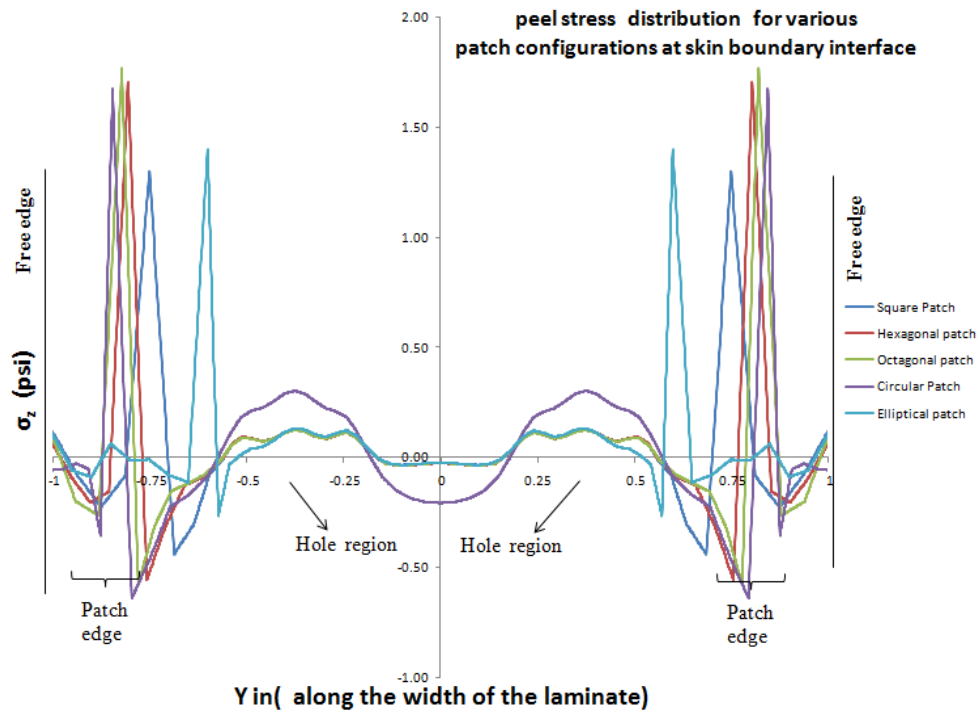 peel stress distribution for various
patch configurations at skin boundary interface
2.00
1.50
1.00
0.50
0.00
-0.50
-1.00
-1
-0.75
-0.5
-0.25
0
0.25
0.5
0.75
1
Free edge
Free edge
σz (psi)
Hole region
Hole region
Patch
edge
Patch
edge
Square Patch
Hexagonal patch
Octagonal patch
Circular Patch
Elliptical patch
Y in( along the width of the laminate)